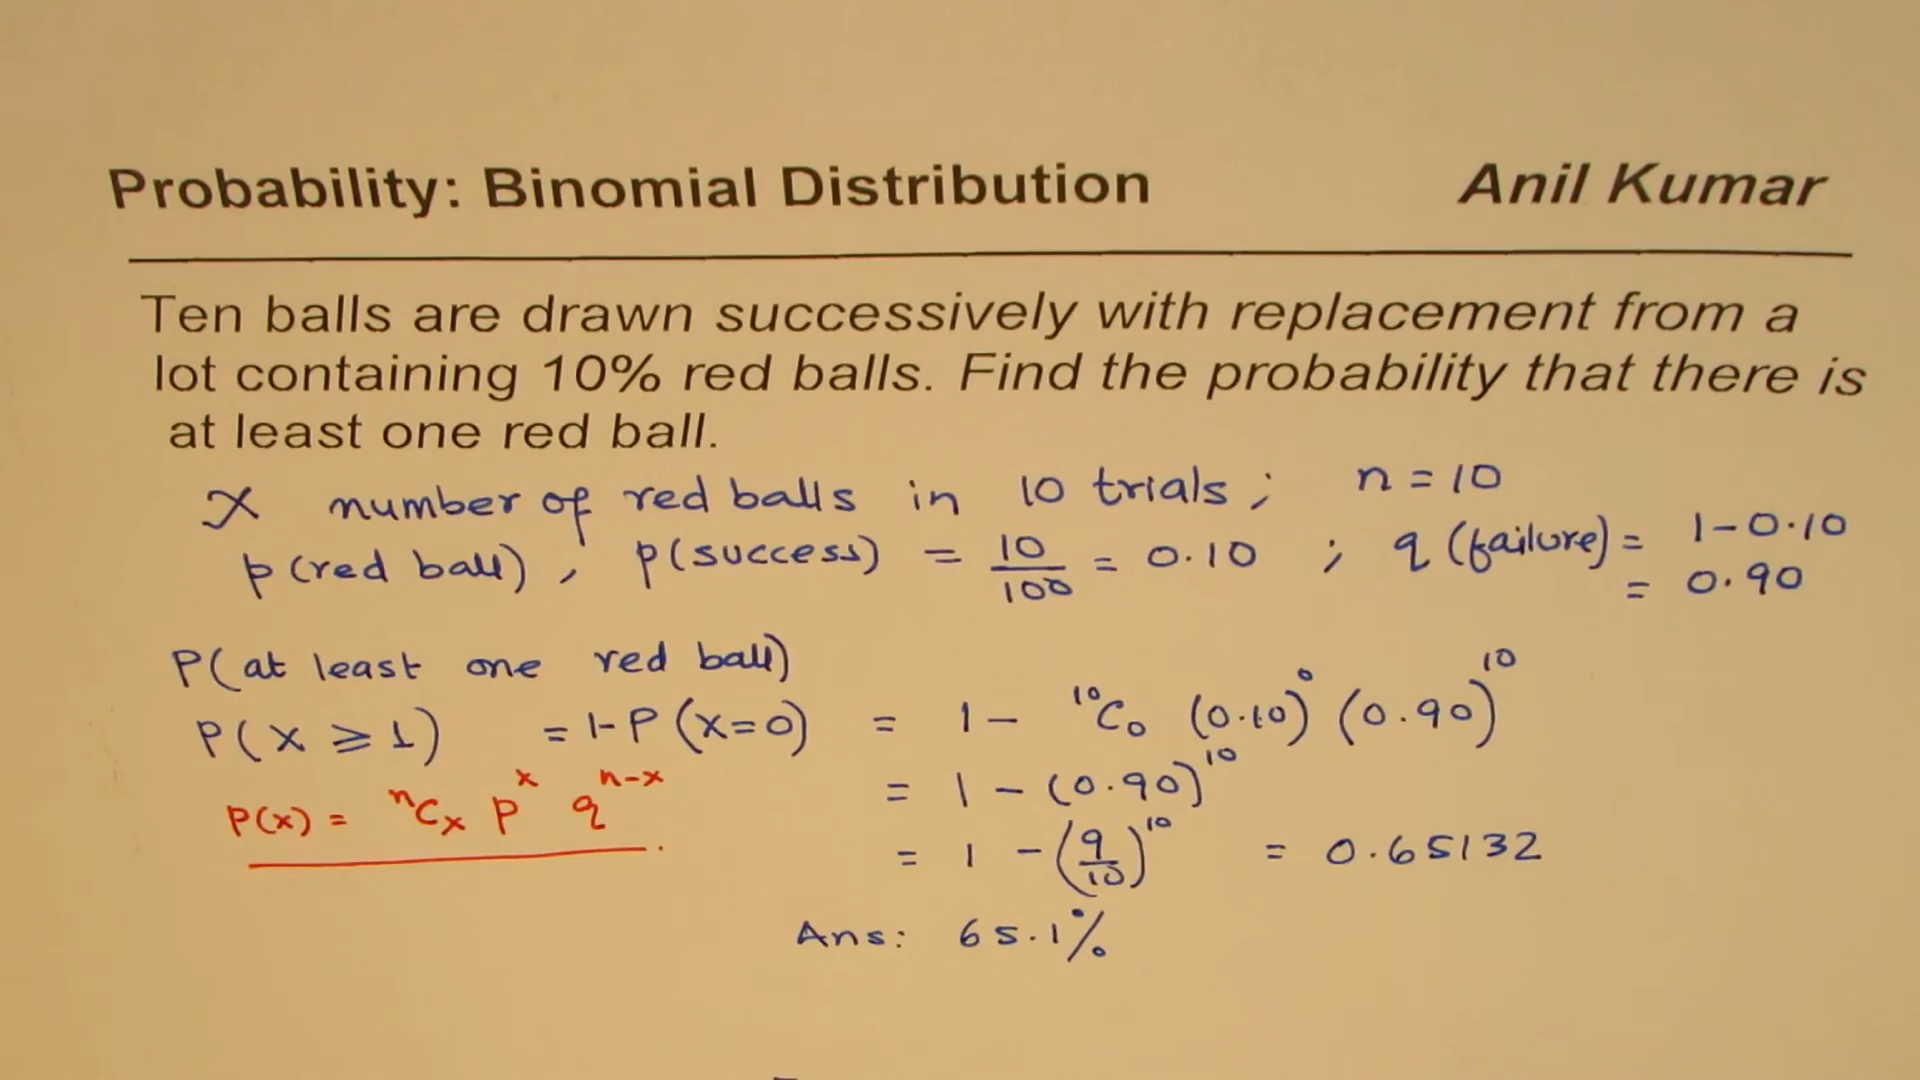 Probability: Binomial Distribution Anil Kumar
Ten balls are drawn successively with replacement from a
lot containing 10% red balls. Find the probability that there is
at least one red ball.
X number of red balls in 10 trials; n = 10
p(red ball), p(success) = 10/100 = 0.10 ; q(failure) = 1-0.10
= 0.90
P(at least one red ball)
P(x ≥ 1) = 1-P(x=0) = 1 - ¹⁰C₀ (0.10)⁰ (0.90)¹⁰
= 1 - (0.90)¹⁰
P(x) = ⁿCₓ pˣ qⁿ⁻ˣ
= 1 - (9/10)¹⁰ = 0.65132
Ans: 65.1%